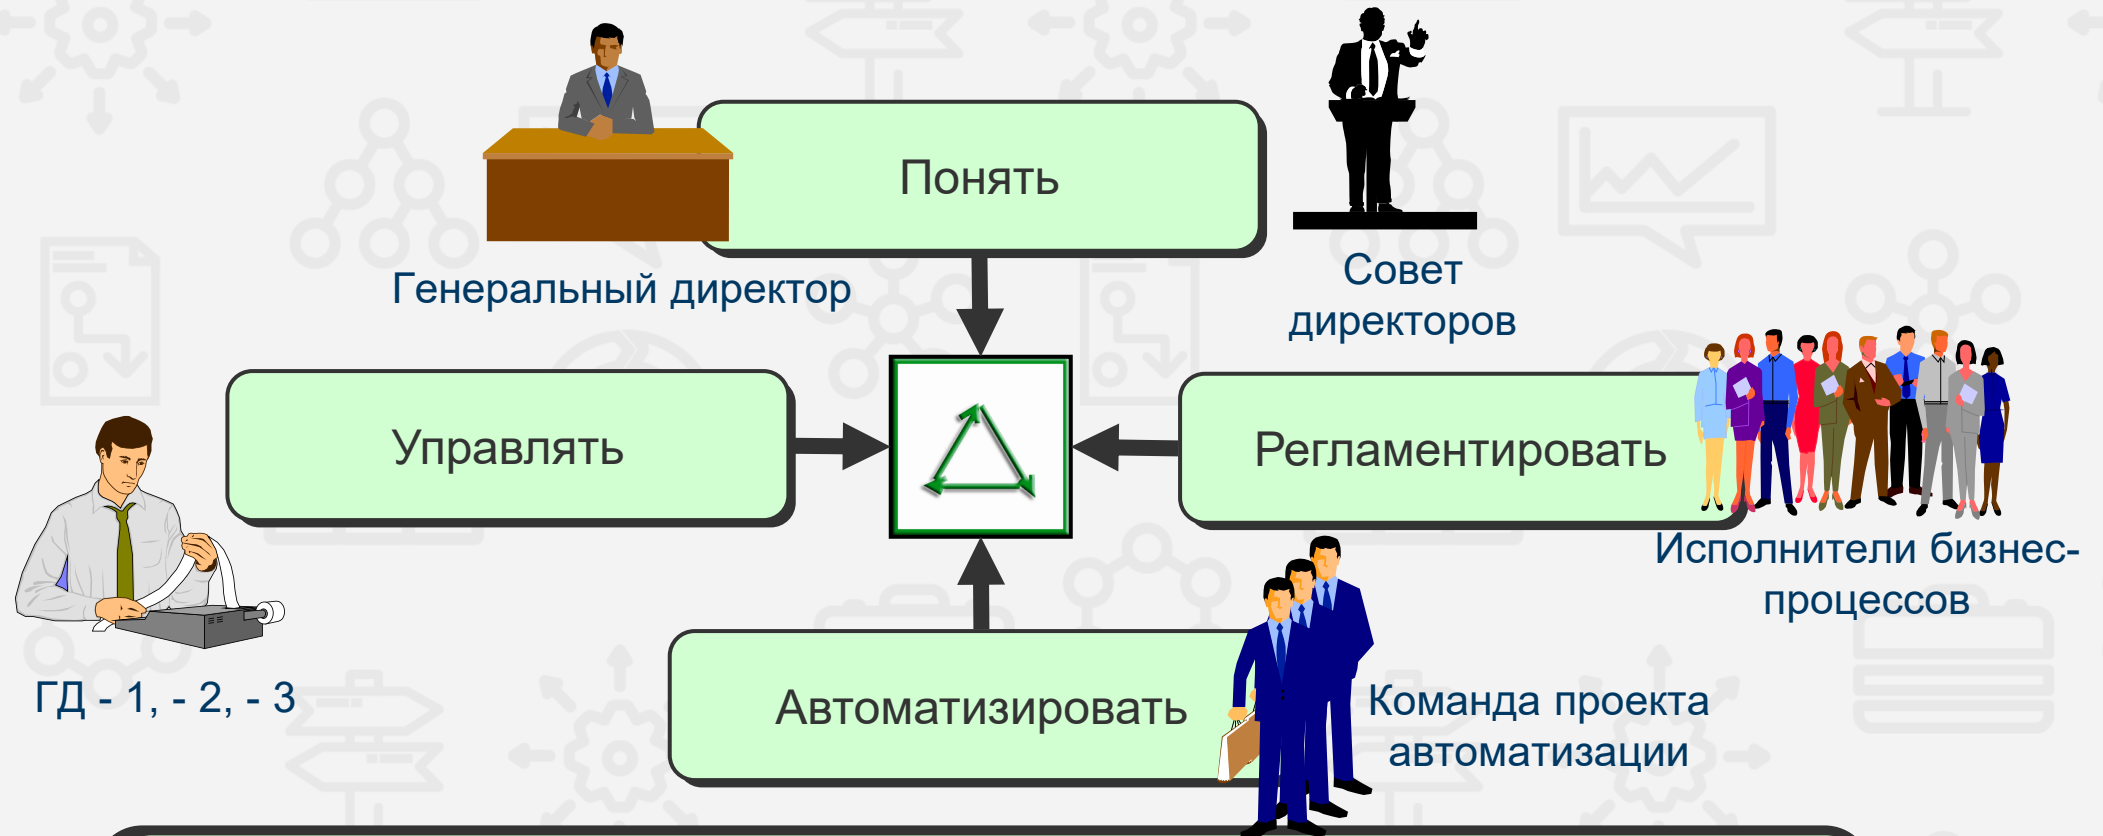 Понять
Генеральный директор
Совет
директоров
Управлять
Регламентировать
Исполнители бизнес-
процессов
ГД - 1, - 2, - 3
Автоматизировать
Команда проекта
автоматизации